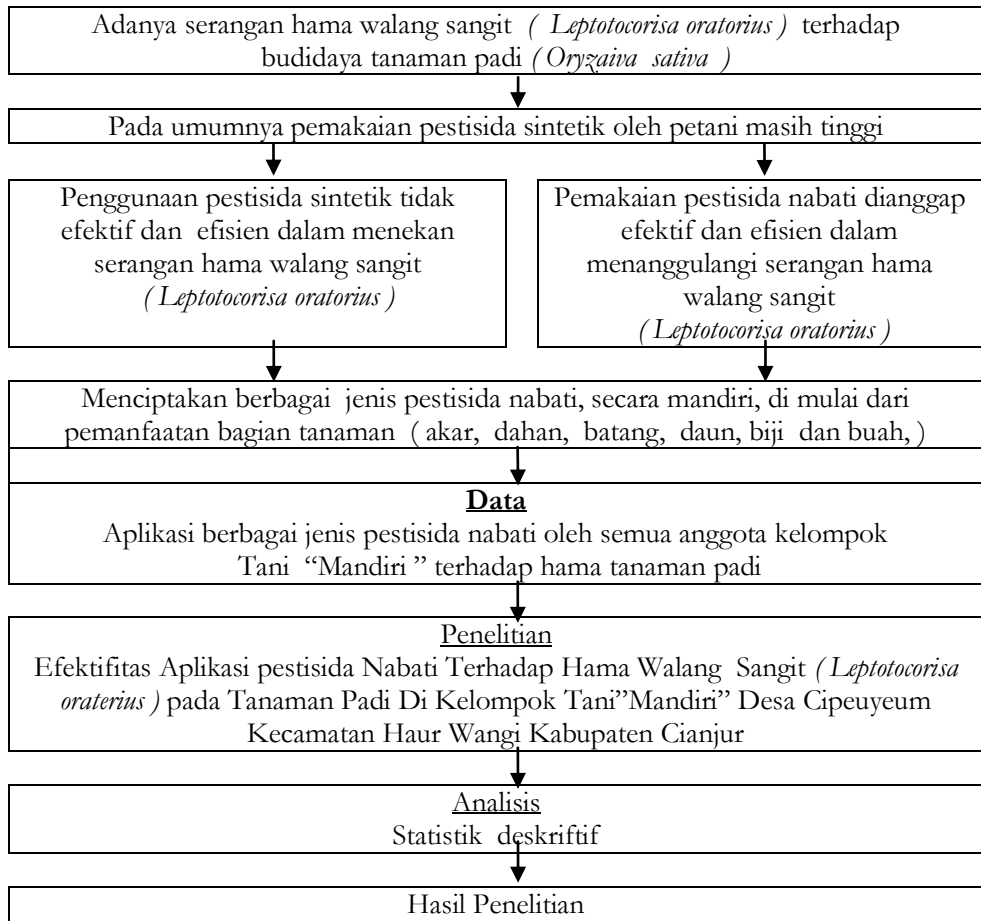 Adanya serangan hama walang sangit ( Leptotocorisa oratorius ) terhadap
budidaya tanaman padi ( Oryzaiva sativa )
Pada umumnya pemakaian pestisida sintetik oleh petani masih tinggi
Penggunaan pestisida sintetik tidak
efektif dan efisien dalam menekan
serangan hama walang sangit
( Leptotocorisa oratorius )
Pemakaian pestisida nabati dianggap
efektif dan efisien dalam
menanggulangi serangan hama
walang sangit
( Leptotocorisa oratorius )
Menciptakan berbagai jenis pestisida nabati, secara mandiri, di mulai dari
pemanfaatan bagian tanaman ( akar, dahan, batang, daun, biji dan buah, )
Data
Aplikasi berbagai jenis pestisida nabati oleh semua anggota kelompok
Tani “Mandiri ” terhadap hama tanaman padi
Penelitian
Efektifitas Aplikasi pestisida Nabati Terhadap Hama Walang Sangit ( Leptotocorisa
oraterius ) pada Tanaman Padi Di Kelompok Tani”Mandiri” Desa Cipeuyeum
Kecamatan Haur Wangi Kabupaten Cianjur
Analisis
Statistik deskriftif
Hasil Penelitian